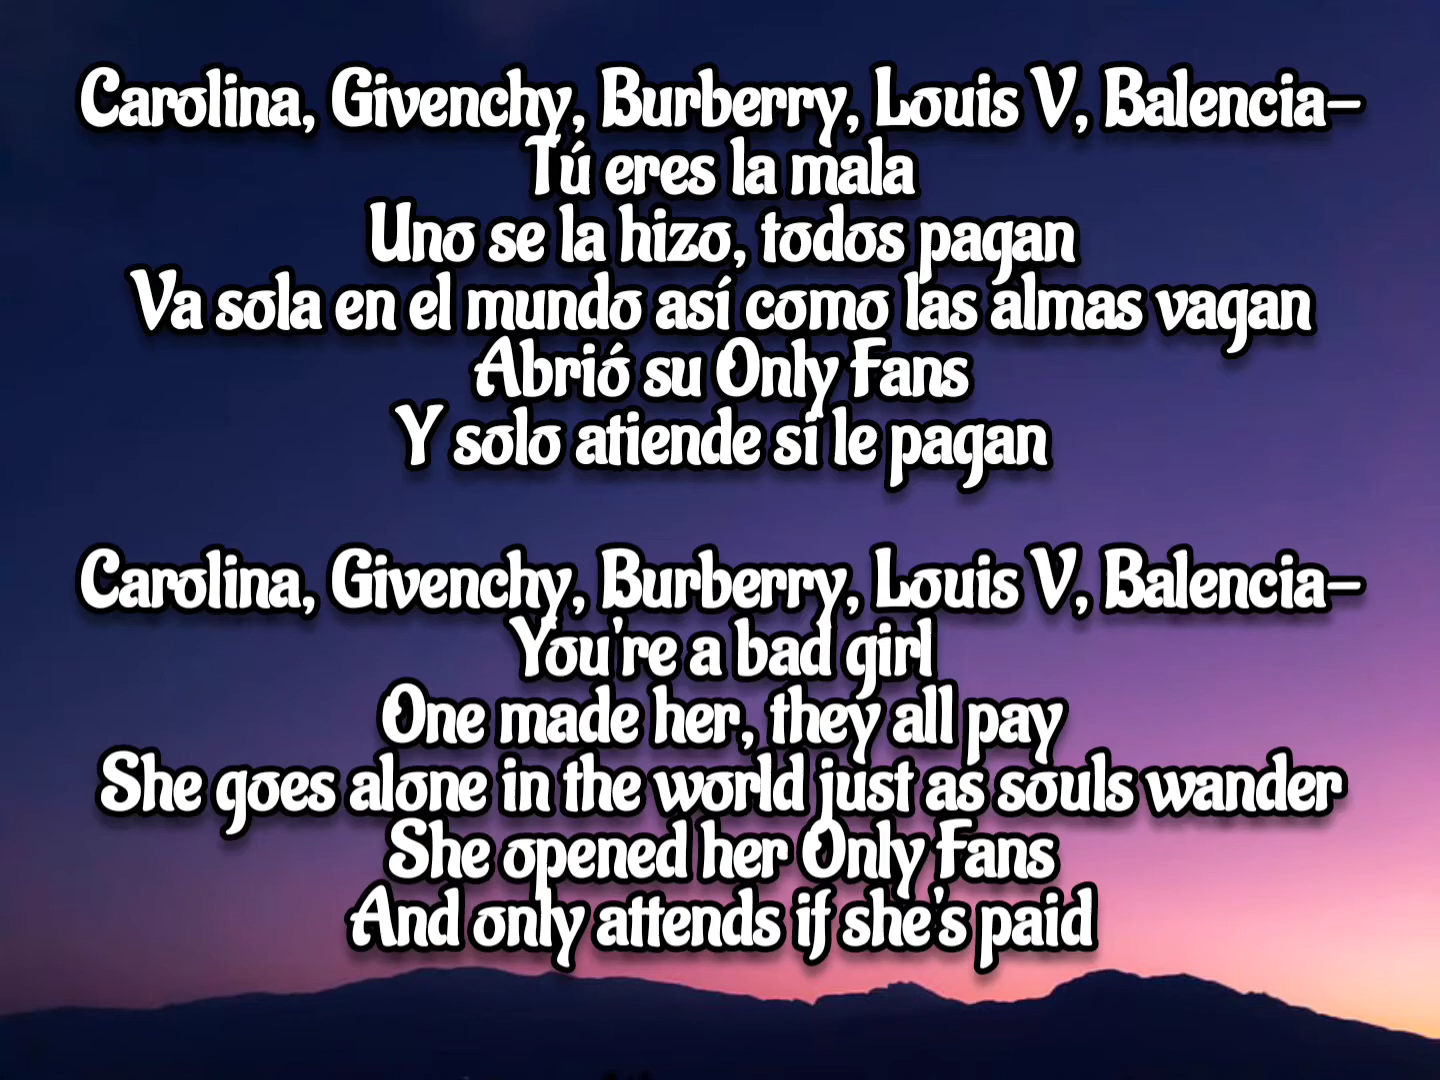 Carolina, Givenchy, Burberry, Louis V, Balencia-
Tú eres la mala
Uno se la hizo, todos pagan
Va sola en el mundo así como las almas vagan
Abrió su Only Fans
Y solo atiende si le pagan
Carolina, Givenchy, Burberry, Louis V, Balencia-
You're a bad girl
One made her, they all pay
She goes alone in the world just as souls wander
She opened her Only Fans
And only attends if she's paid